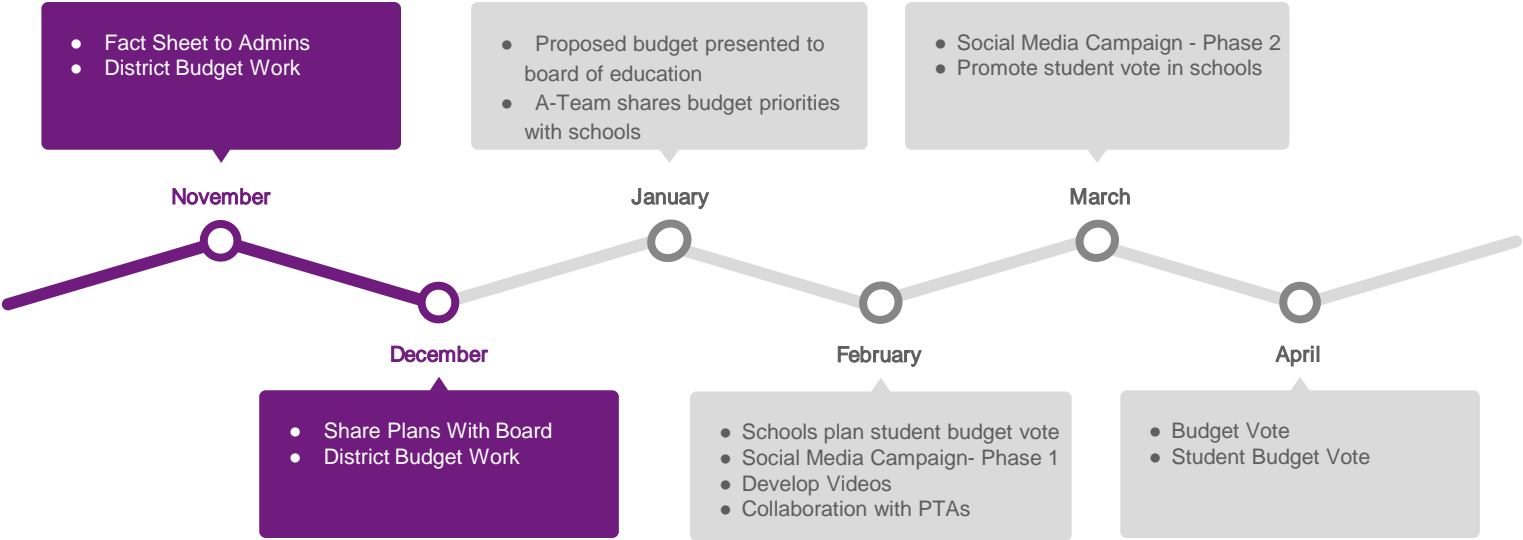 ● Fact Sheet to Admins
● District Budget Work
November
December
● Share Plans With Board
● District Budget Work
● Proposed budget presented to
board of education
● A-Team shares budget priorities
with schools
January
February
● Schools plan student budget vote
● Social Media Campaign- Phase 1
● Develop Videos
● Collaboration with PTAs
● Social Media Campaign - Phase 2
● Promote student vote in schools
March
April
● Budget Vote
● Student Budget Vote